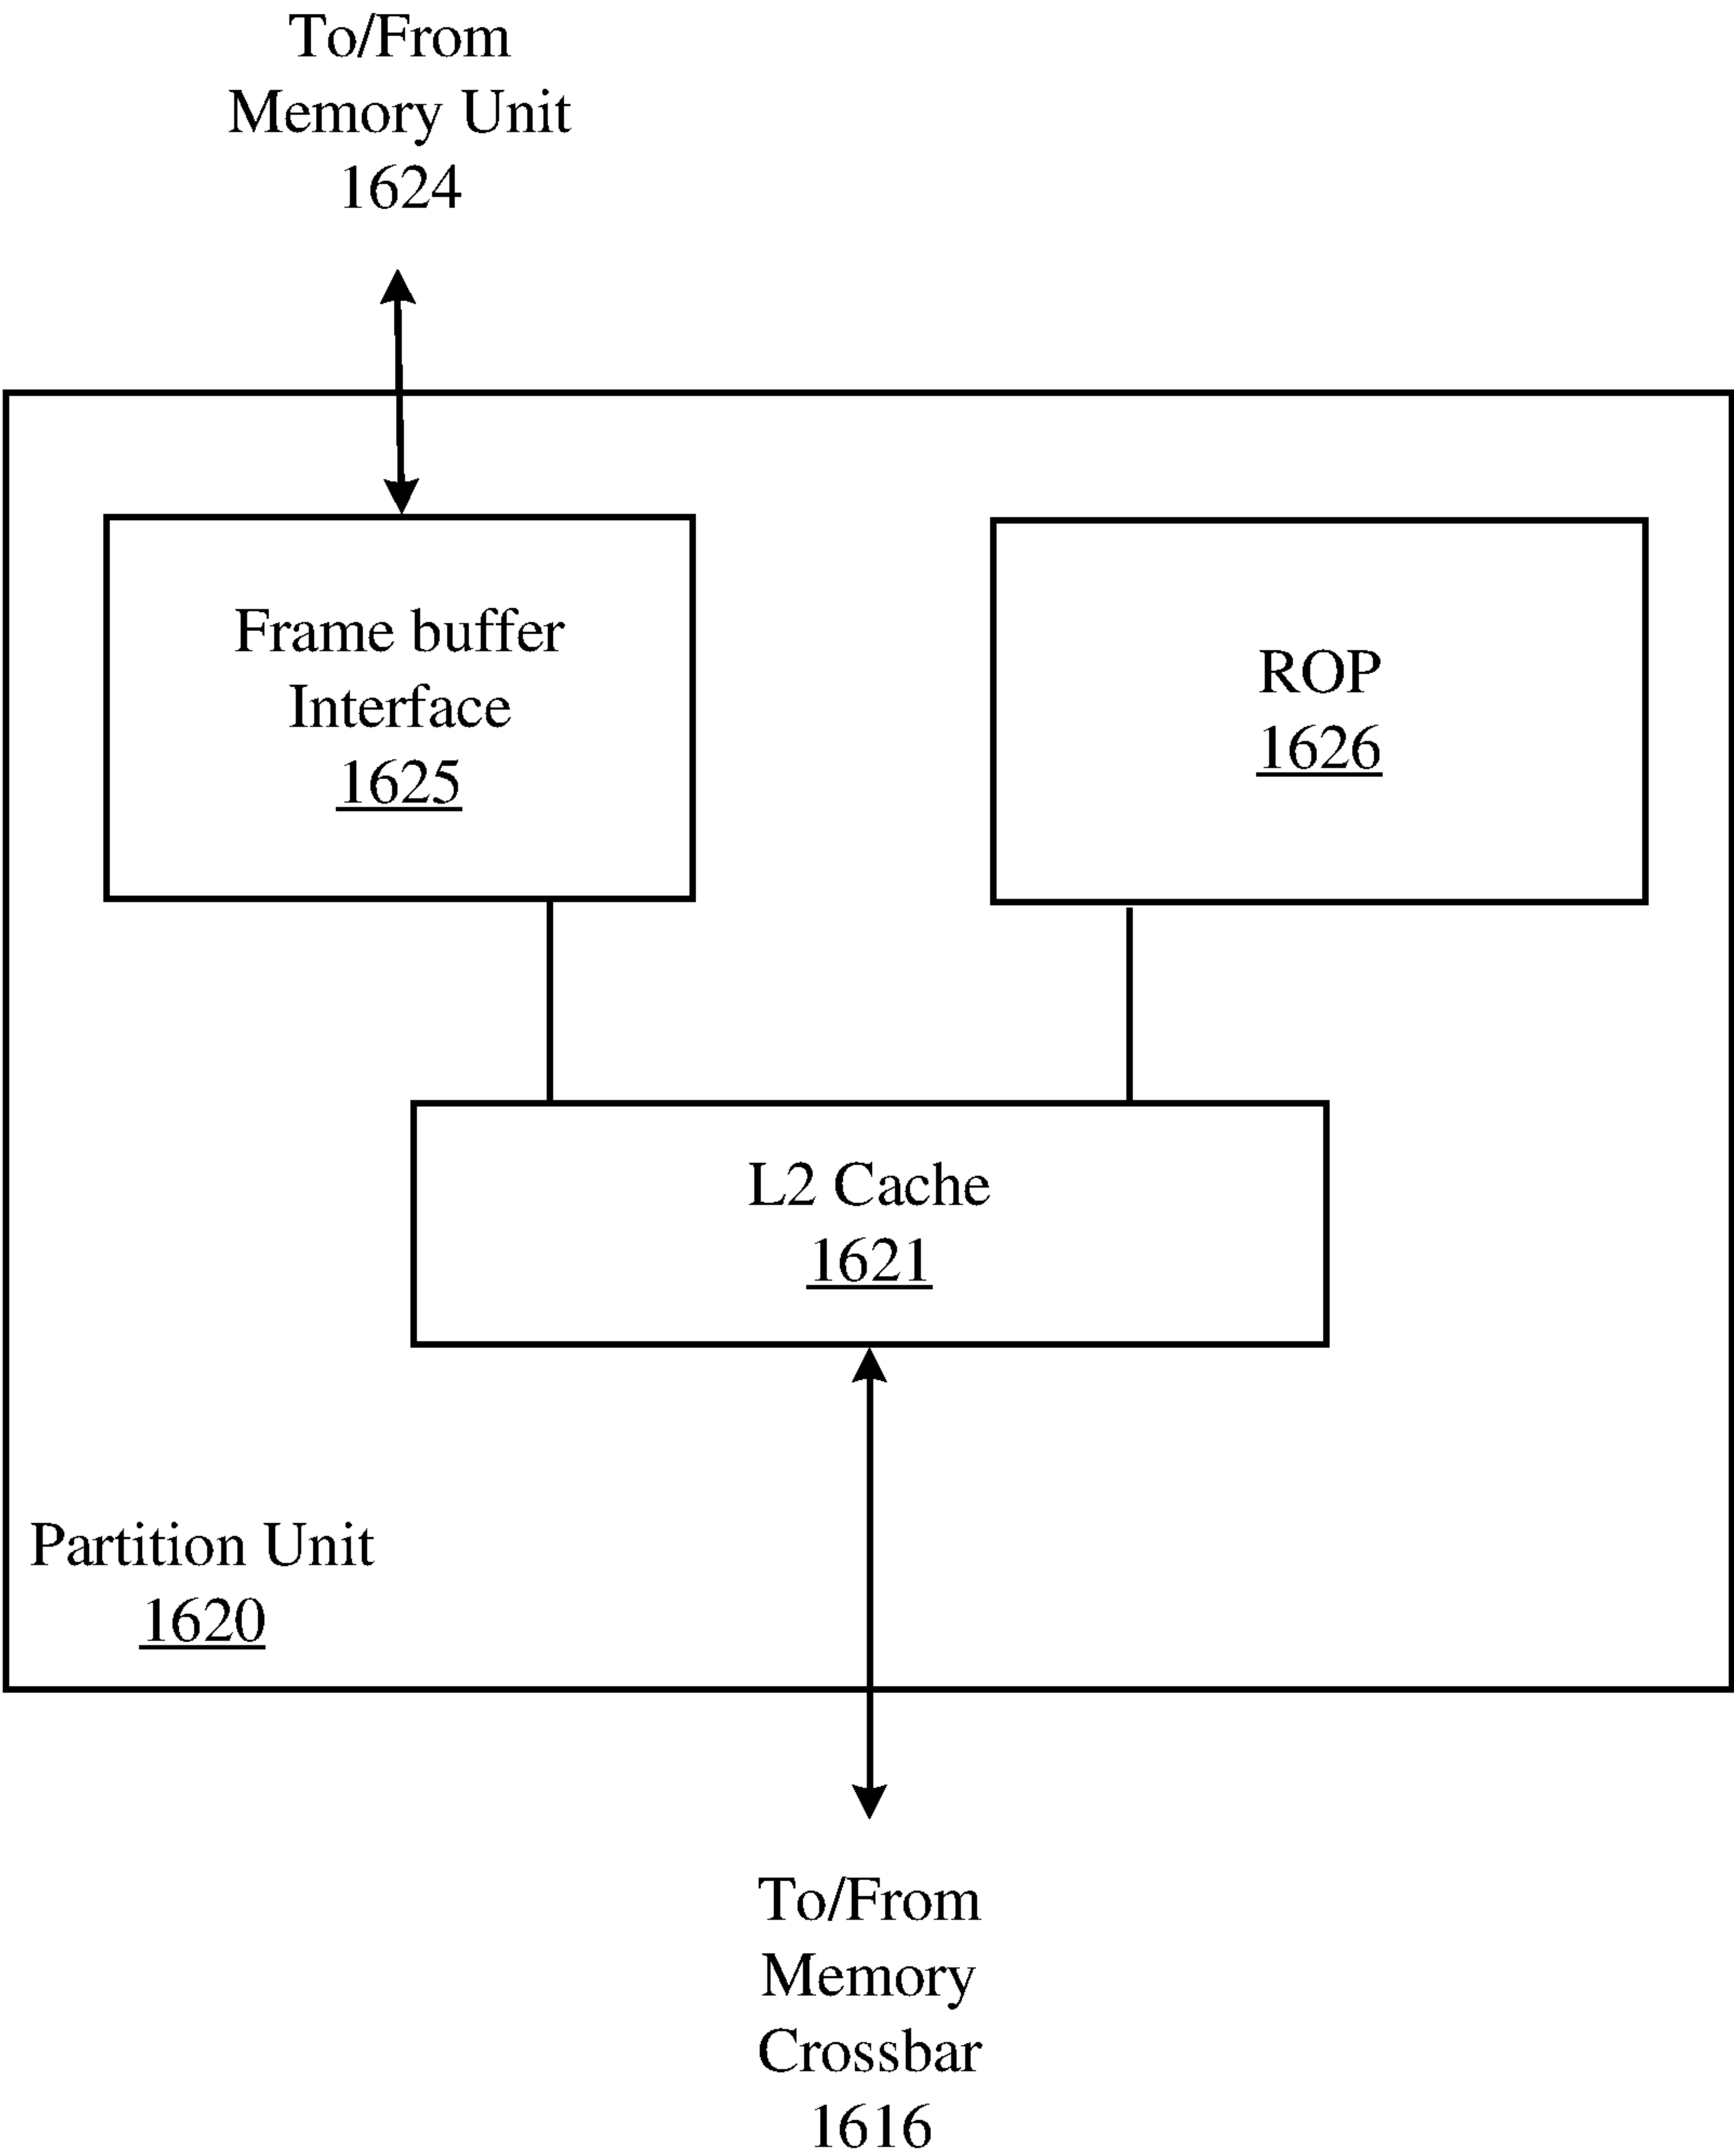 To/From
Memory Unit
1624
Frame buffer
Interface
1625
ROP
1626
L2 Cache
1621
Partition Unit
1620
To/From
Memory
Crossbar
1616